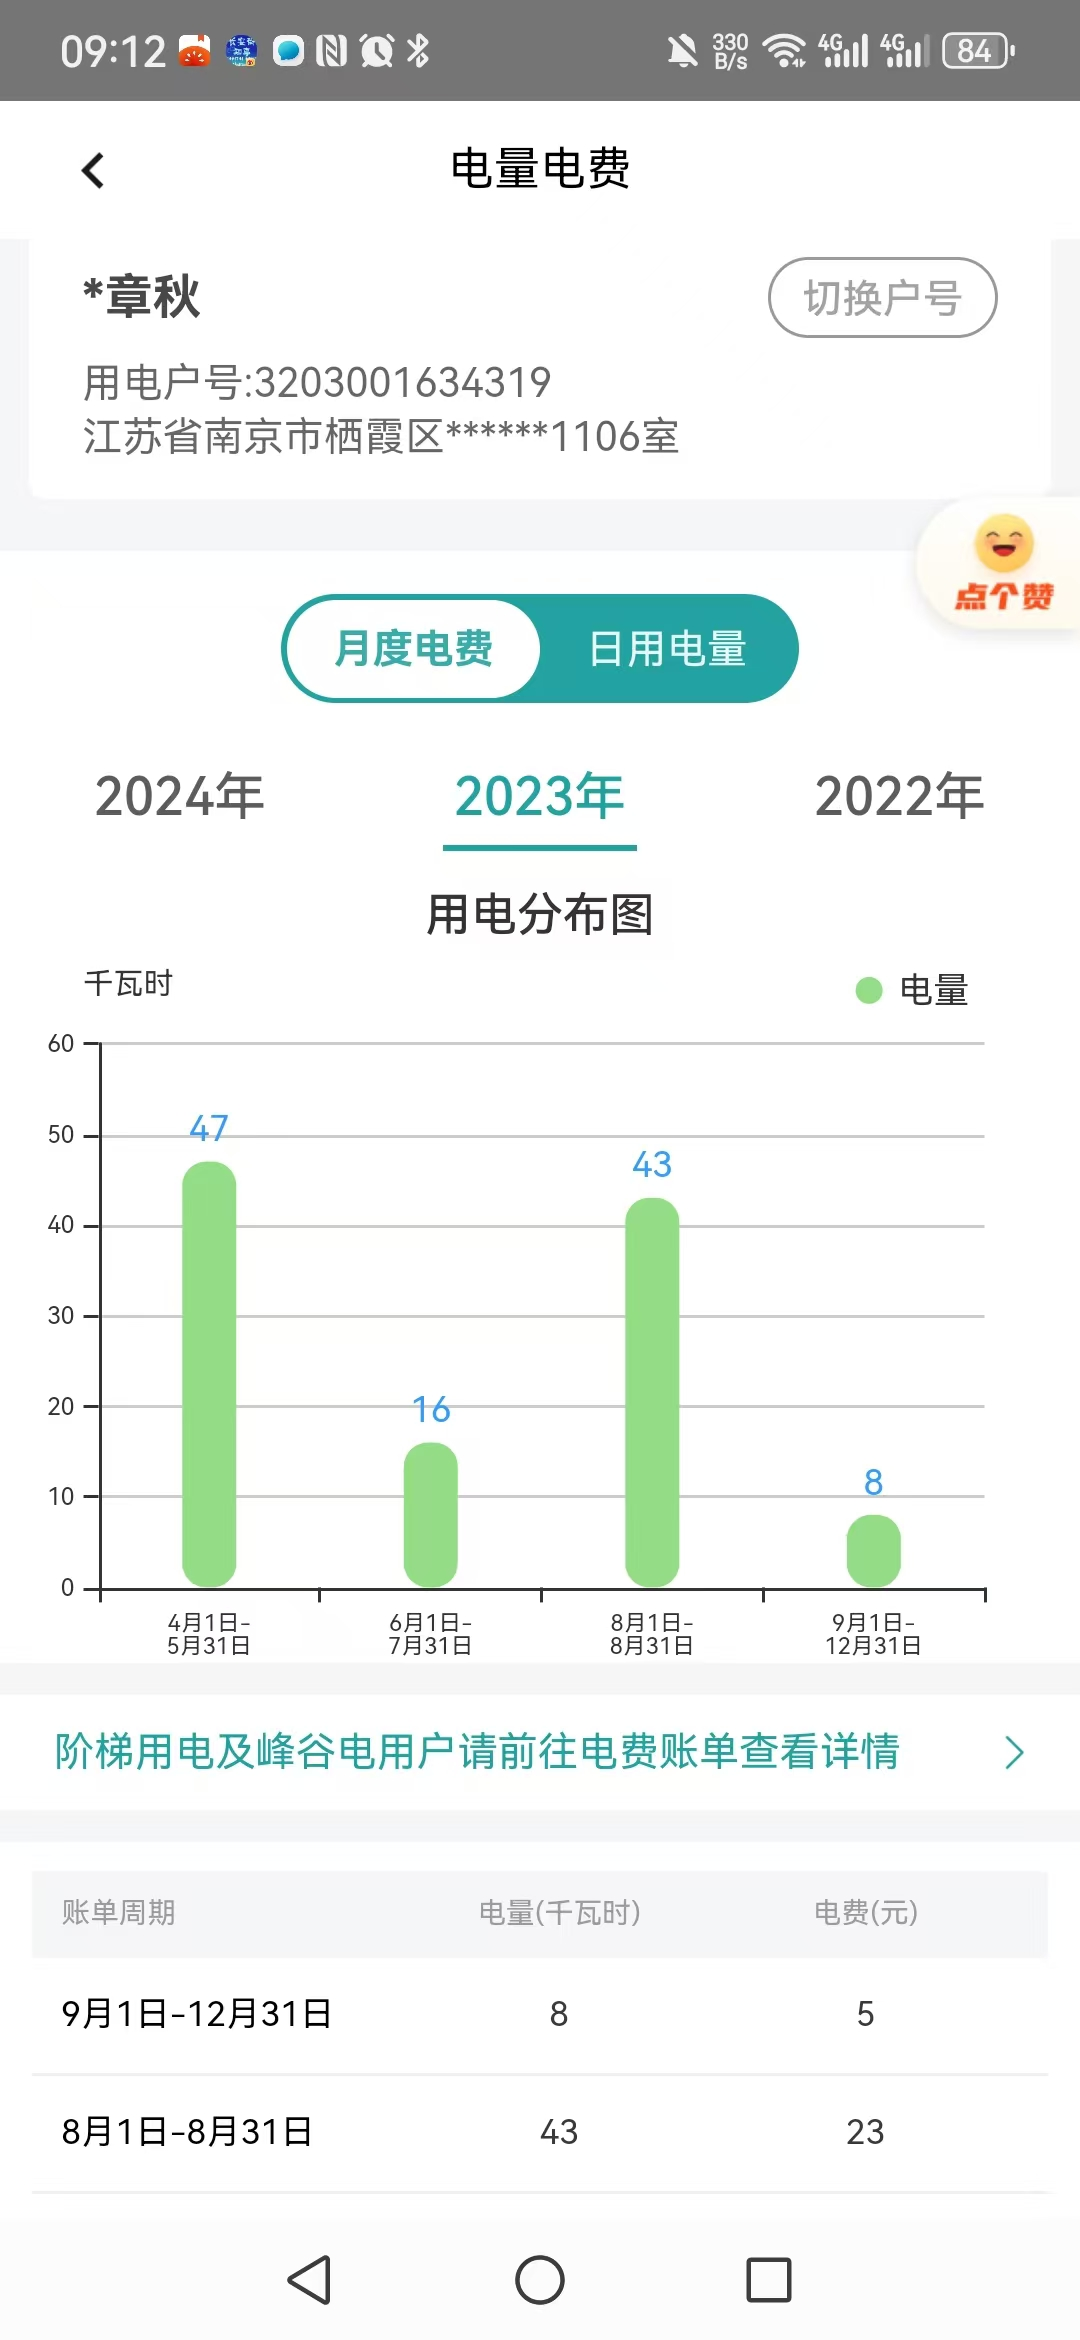 09:12
330
B/s
4G
4G
84
电量电费
*章秋
切换户号
用电户号:3203001634319
江苏省南京市栖霞区******1106室
点个赞
月度电费 日用电量
2024年 2023年 2022年
用电分布图
千瓦时
电量
60
50
40
30
20
10
0
47
16
43
8
4月1日-
5月31日
6月1日-
7月31日
8月1日-
8月31日
9月1日-
12月31日
阶梯用电及峰谷电用户请前往电费账单查看详情
账单周期 电量(千瓦时) 电费(元)
9月1日-12月31日 8 5
8月1日-8月31日 43 23